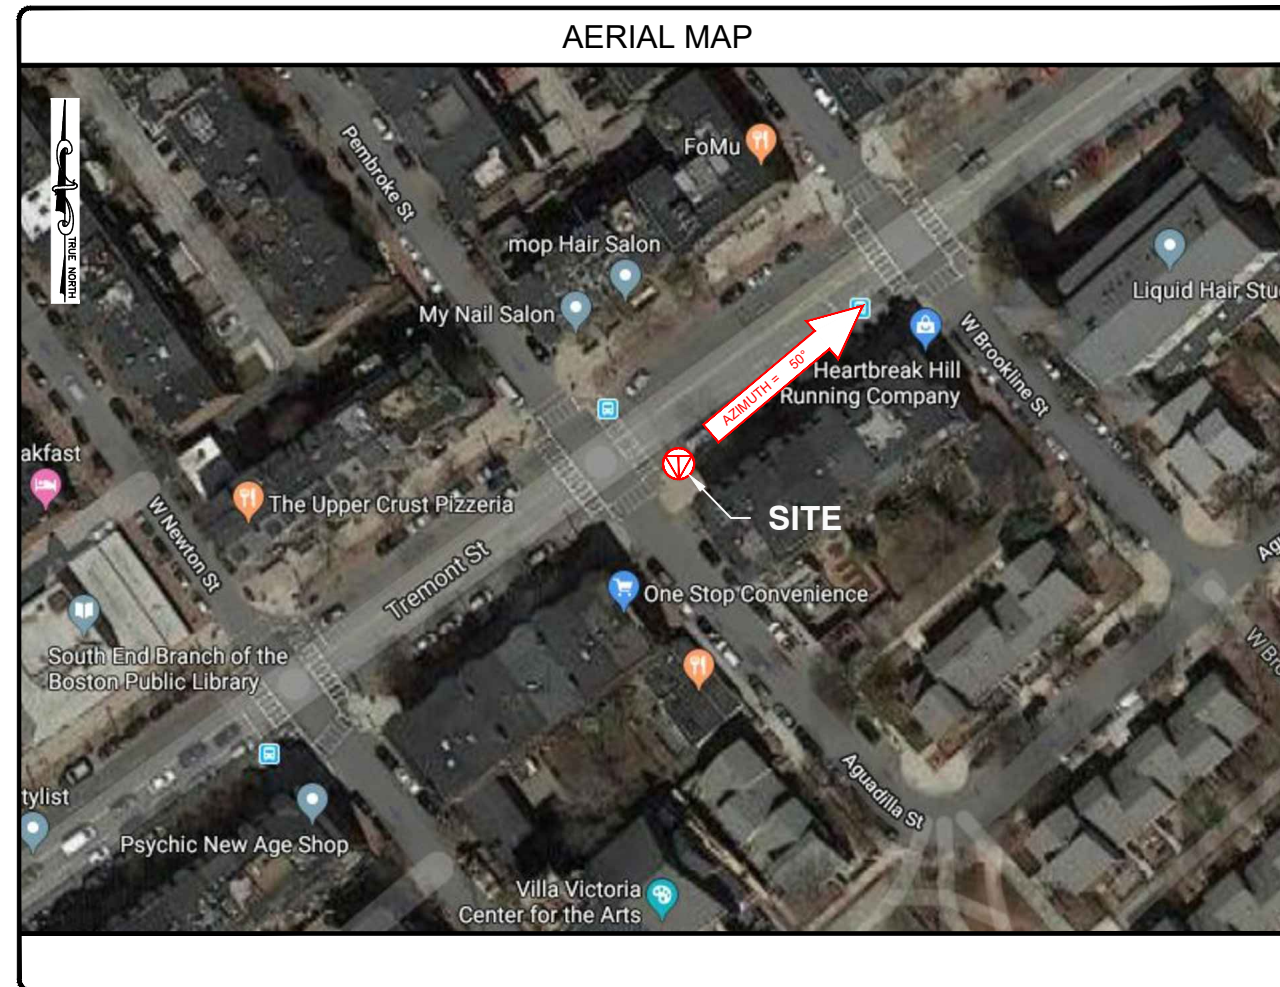 AERIAL MAP
TRUE NORTH
Pembroke St
FoMu
mop Hair Salon
My Nail Salon
Liquid Hair Stu
W Brookline St
Heartbreak Hill
Running Company
AZIMUTH = 50°
SITE
akfast
The Upper Crust Pizzeria
W Newton St
Tremont St
One Stop Convenience
South End Branch of the
Boston Public Library
Agu
W Bro
Aguadilla St
tylist
Psychic New Age Shop
Villa Victoria
Center for the Arts